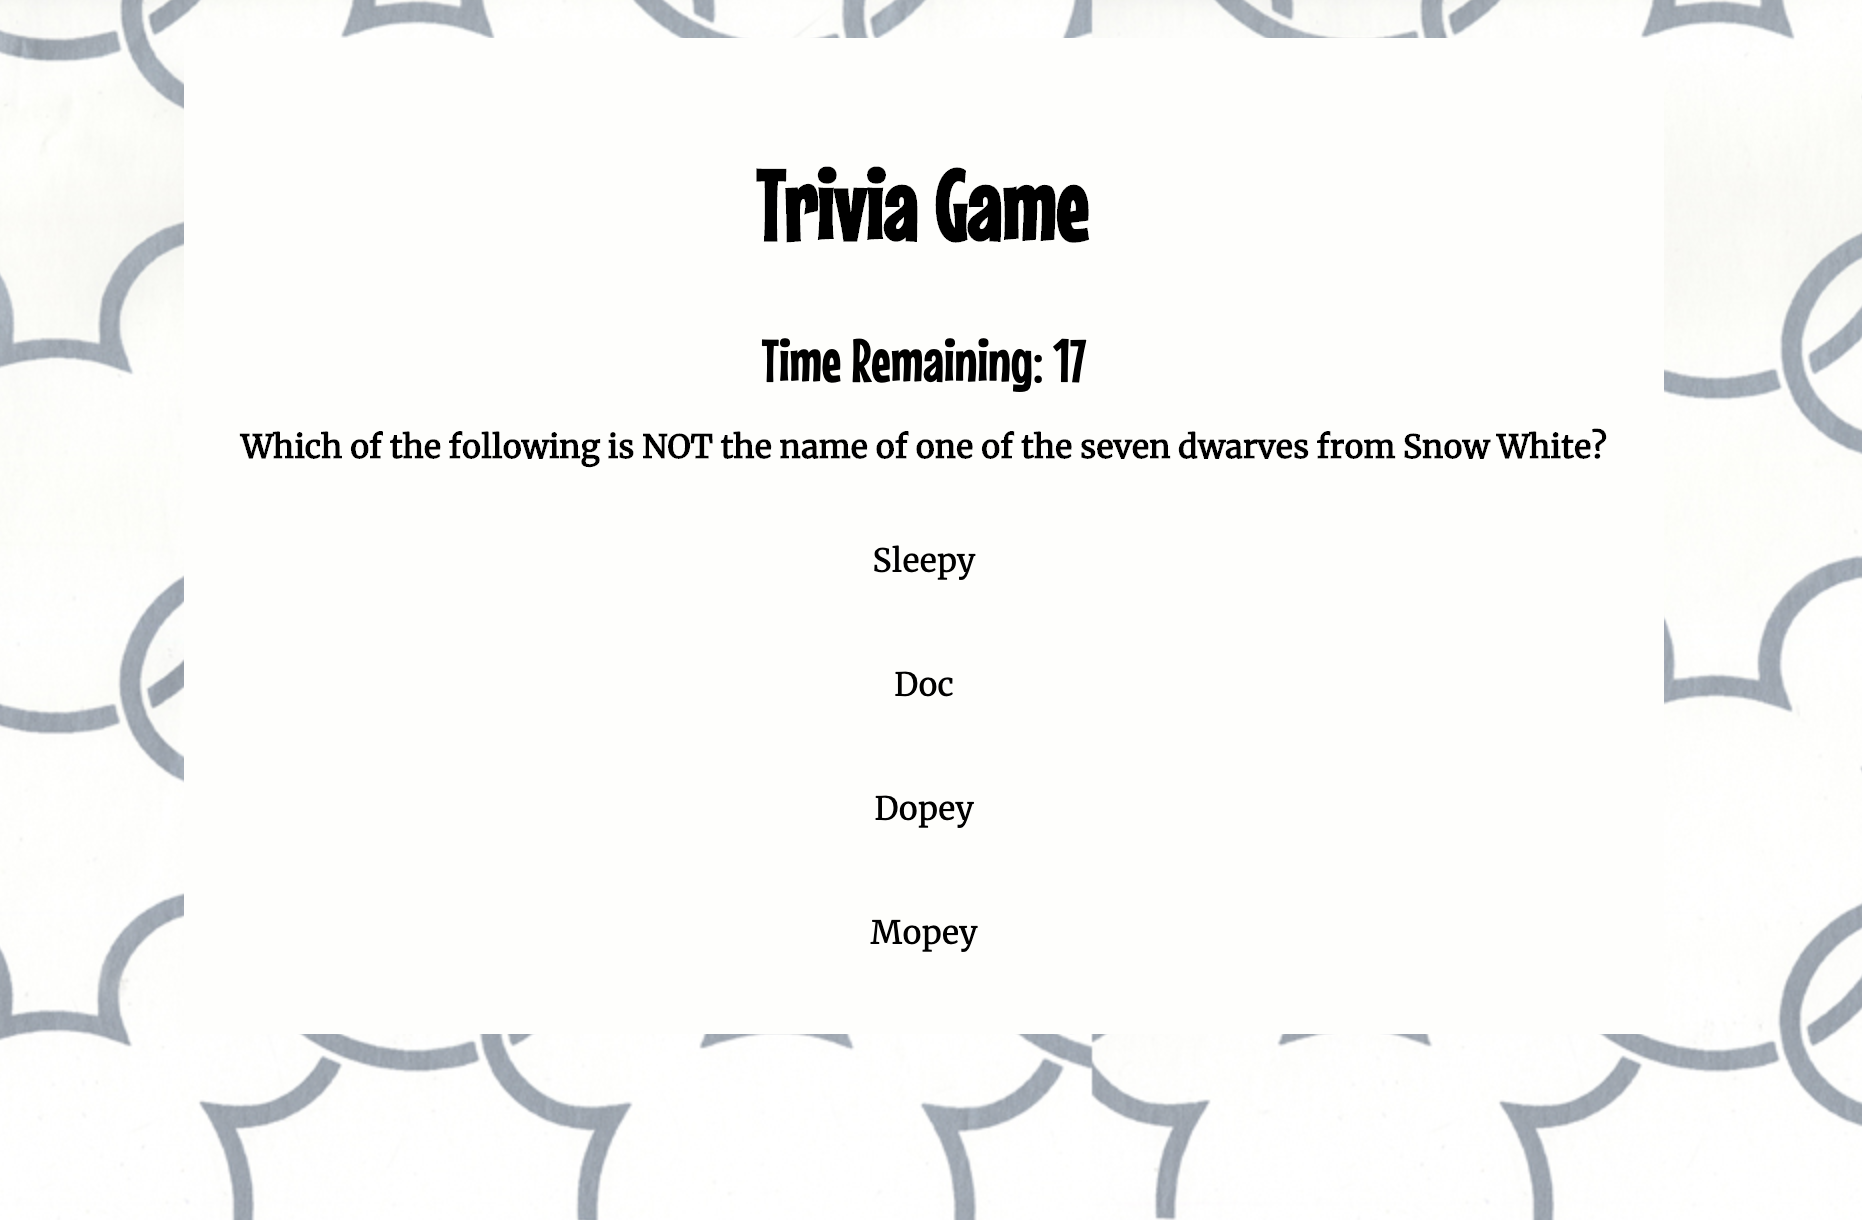 Trivia Game
Time Remaining: 17
Which of the following is NOT the name of one of the seven dwarves from Snow White?
Sleepy
Doc
Dopey
Mopey